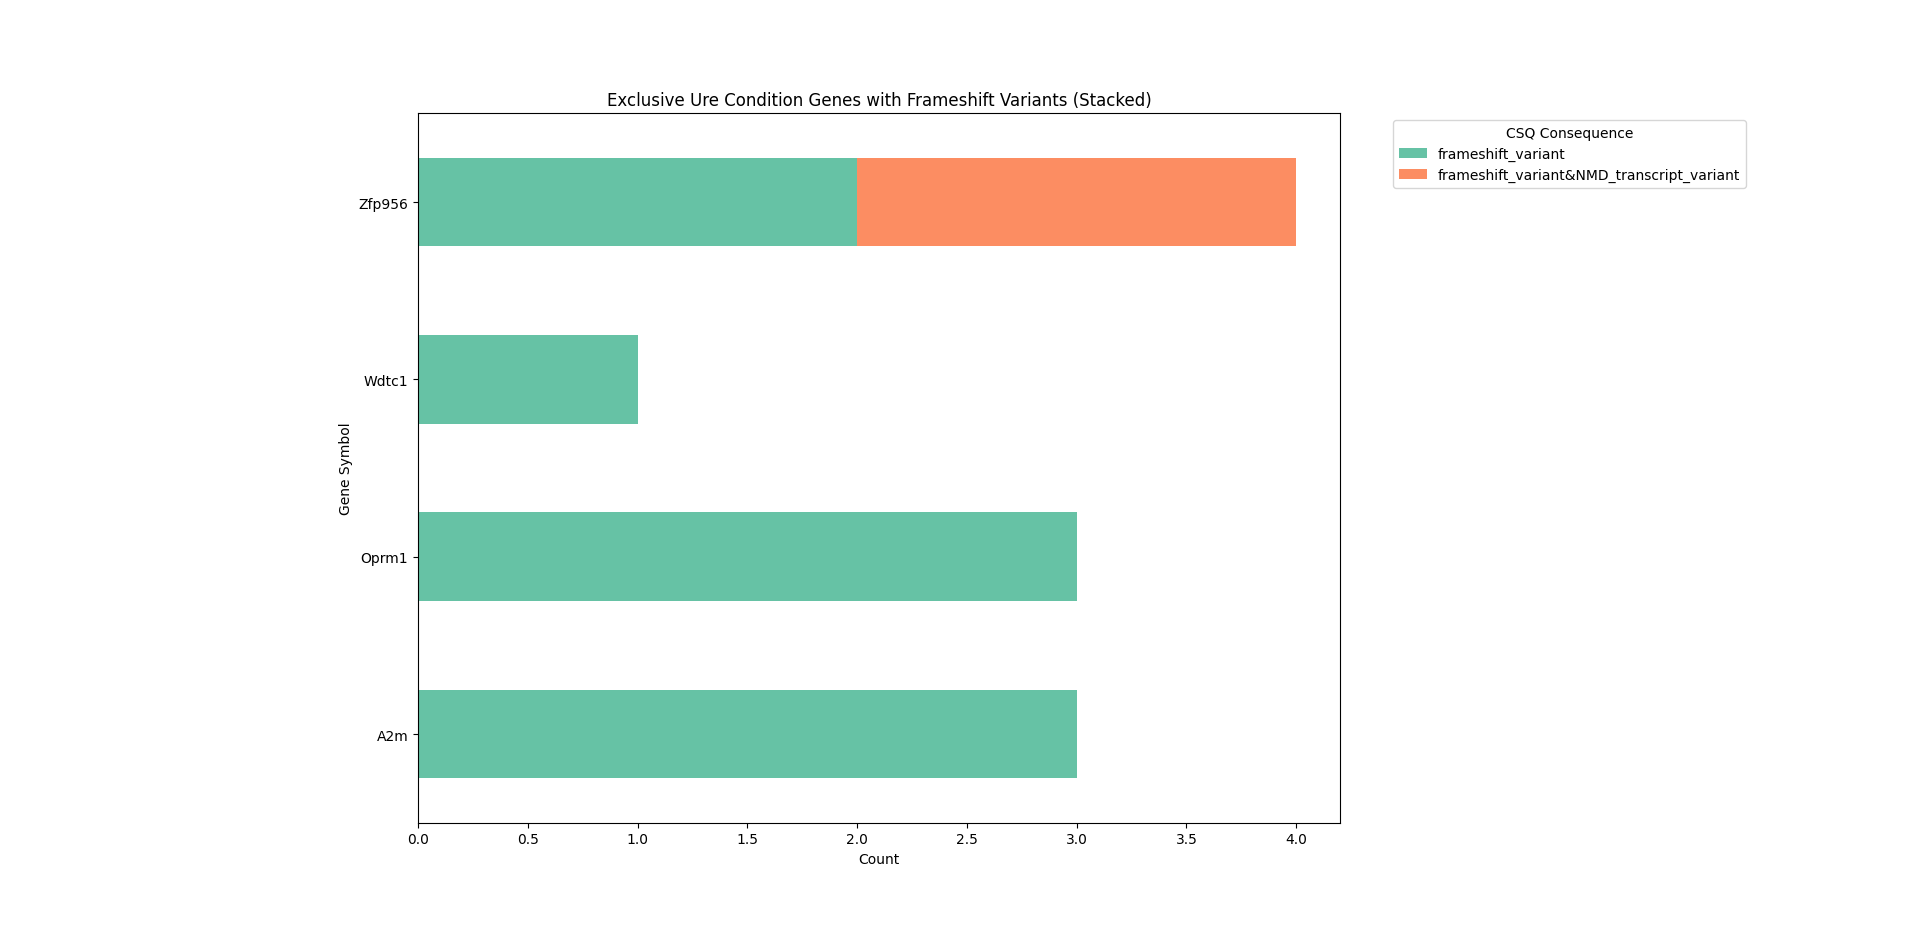 Exclusive Ure Condition Genes with Frameshift Variants (Stacked)
CSQ Consequence
frameshift_variant
frameshift_variant&NMD_transcript_variant
Gene Symbol
Zfp956
Wdtc1
Oprm1
A2m
0.0 0.5 1.0 1.5 2.0 2.5 3.0 3.5 4.0
Count